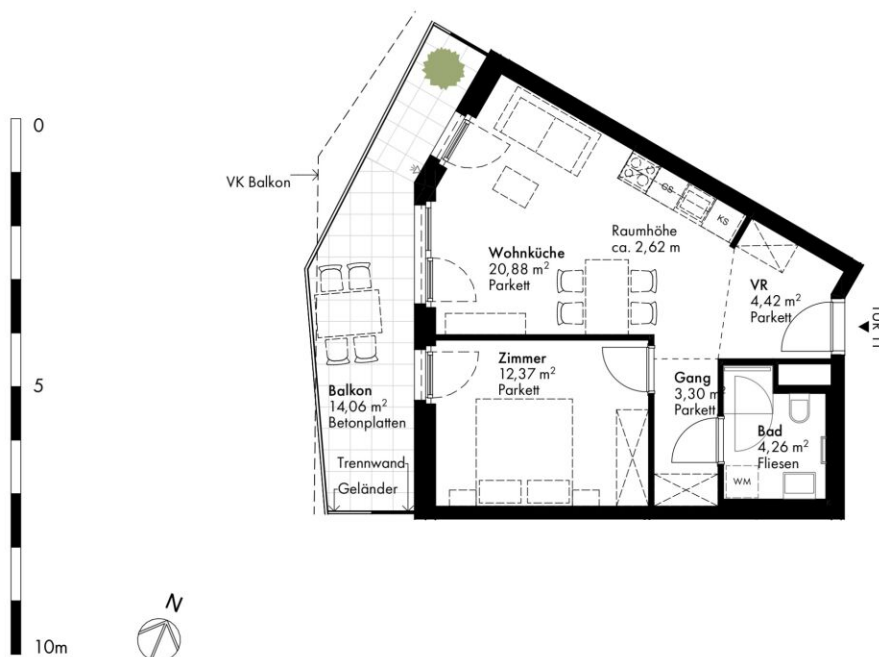 0
VK Balkon
5
10m
N
Wohnküche
20,88 m²
Parkett
Raumhöhe
ca. 2,62 m
GS
KS
VR
4,42 m²
Parkett
Zimmer
12,37 m²
Parkett
Gang
3,30 m²
Parkett
Bad
4,26 m²
Fliesen
WM
Balkon
14,06 m²
Betonplatten
Trennwand
Geländer